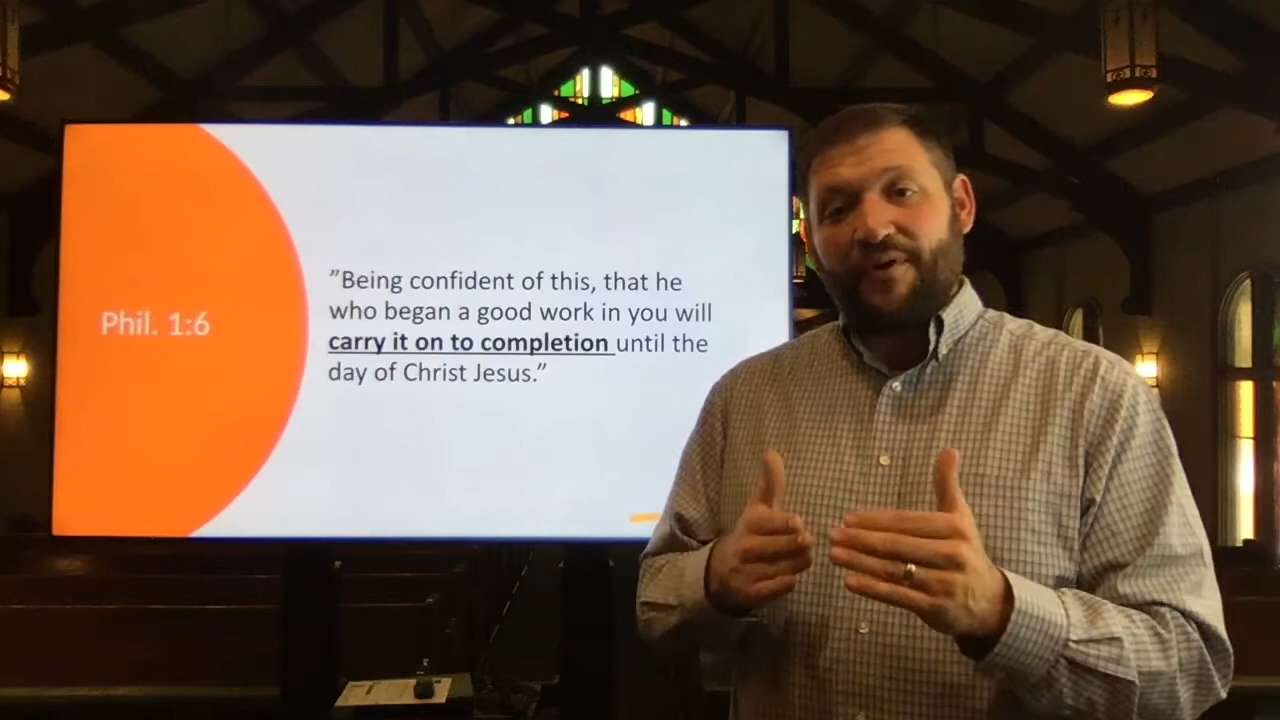 Phil. 1:6
”Being confident of this, that he
who began a good work in you will
carry it on to completion until the
day of Christ Jesus.”